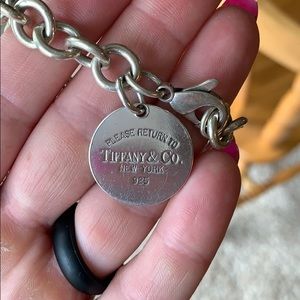 PLEASE RETURN TO
TIFFANY & CO.
NEW YORK
925